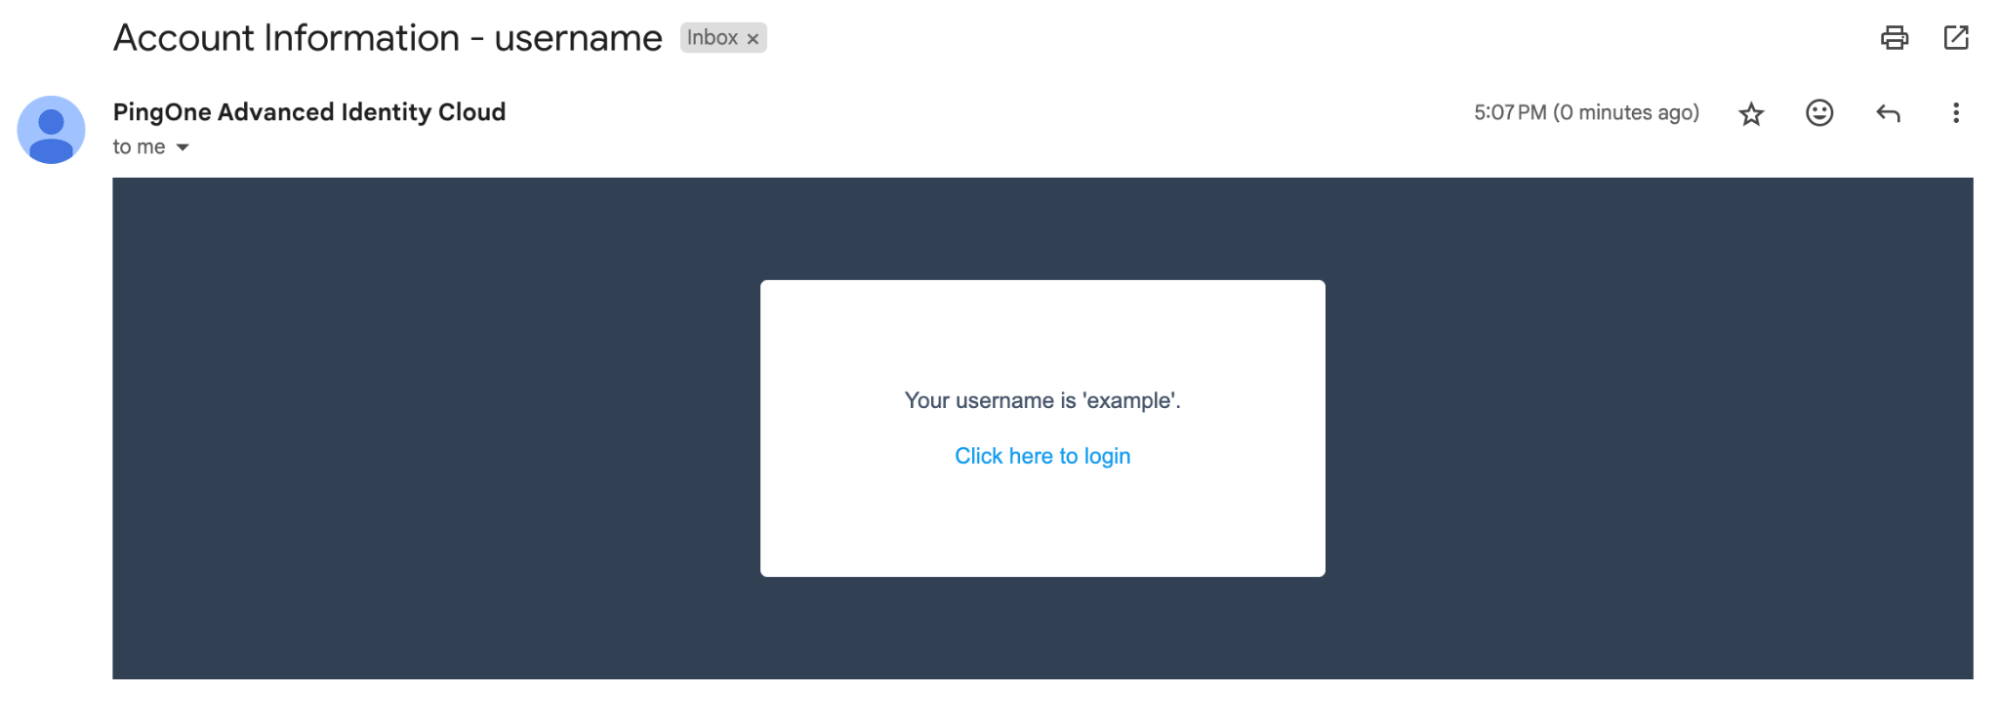 Account Information - username Inbox ×
PingOne Advanced Identity Cloud
5:07 PM (0 minutes ago)
to me
Your username is 'example'.
Click here to login